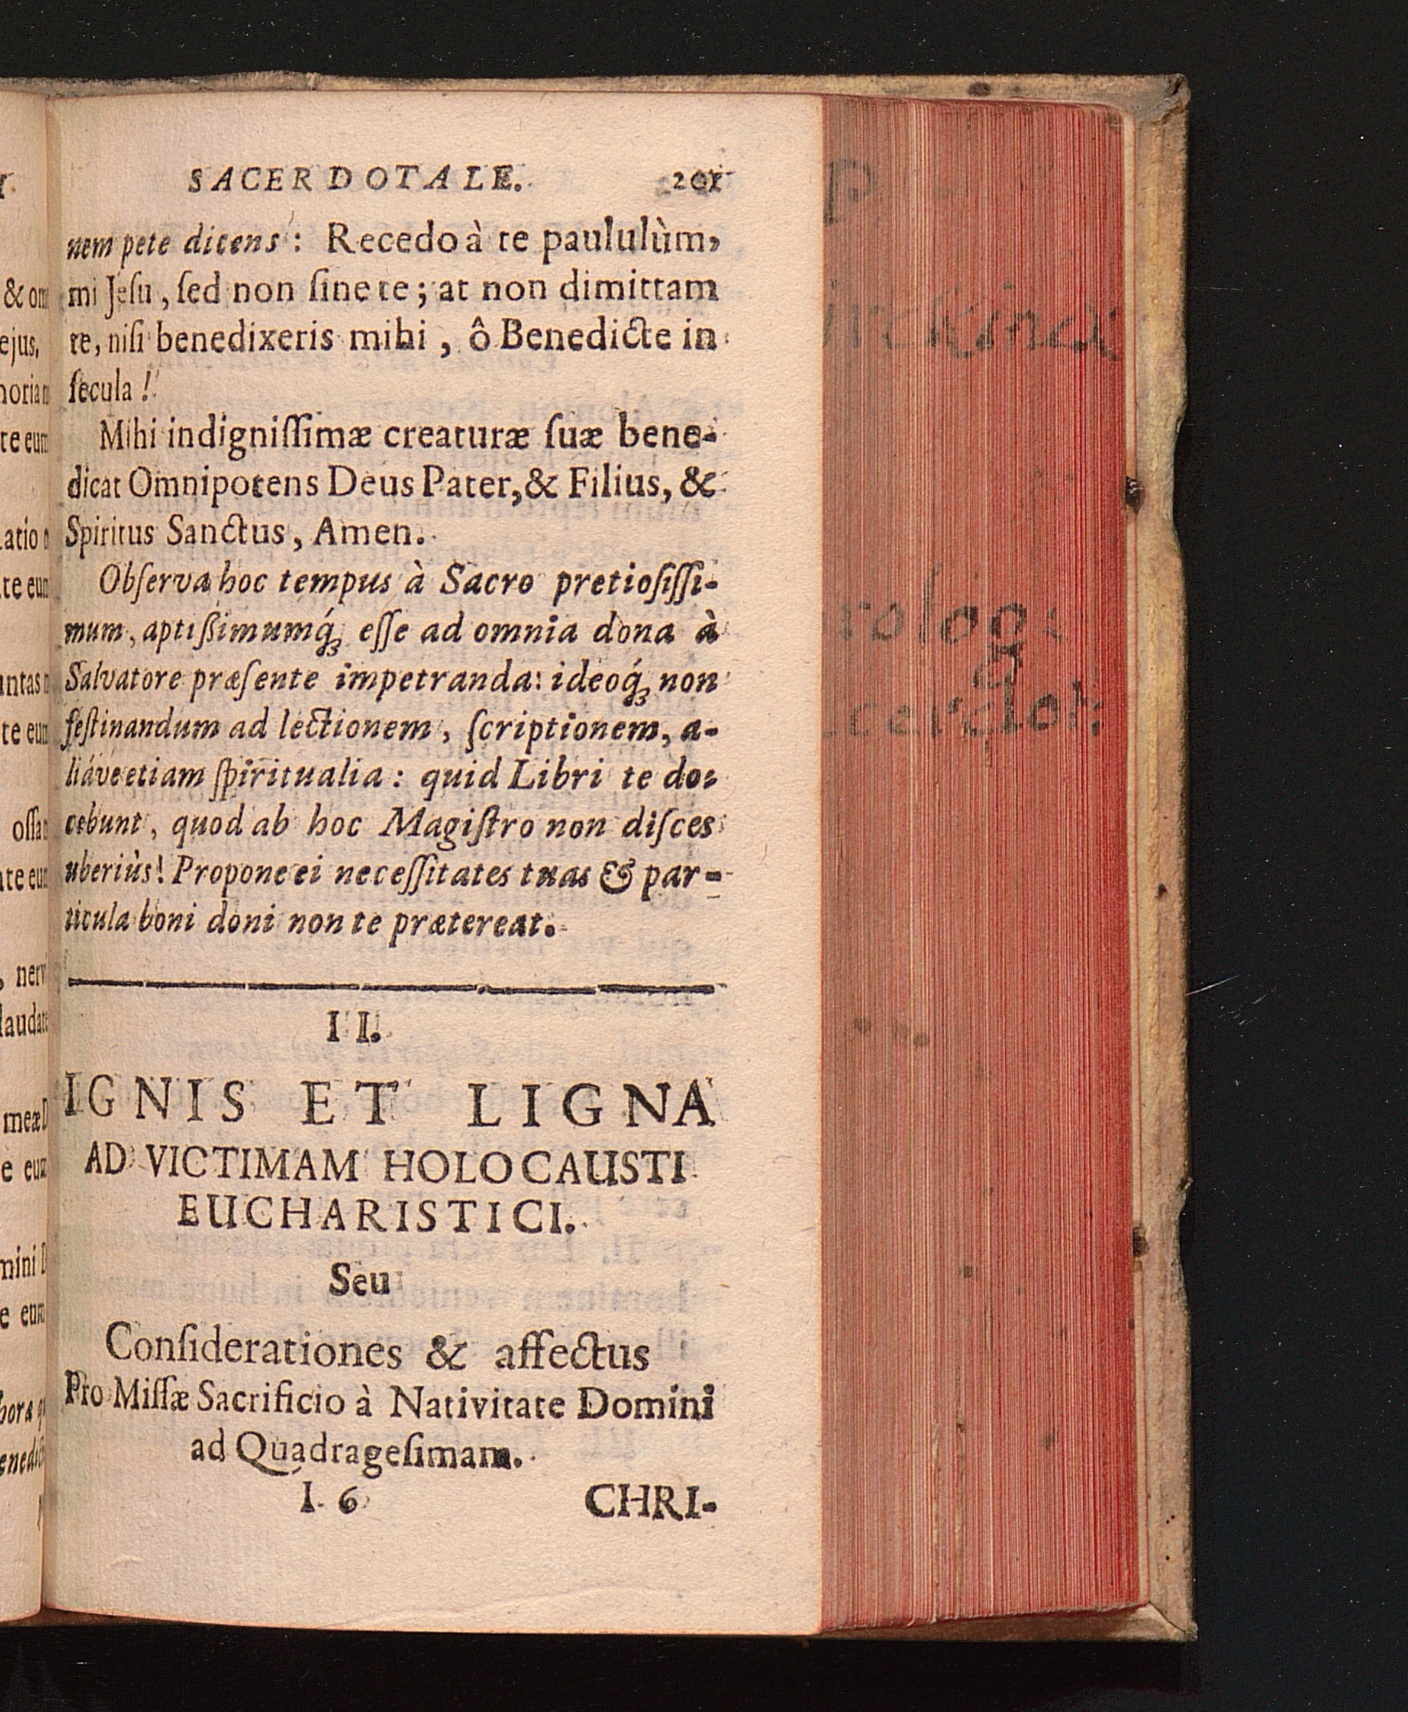 SACERDOTALE. 201
nem pete dicens : Recedo à te paululùm,
mi Jesu , sed non sine te ; at non dimittam
te, nisi benedixeris mihi , ô Benedicte in
secula !
Mihi indignissimæ creaturæ suæ bene-
dicat Omnipotens Deus Pater, & Filius, &
Spiritus Sanctus, Amen.
Observa hoc tempus à Sacro pretiosissi-
mum, aptissimumq́; esse ad omnia dona à
Salvatore præsente impetranda: ideoq́; non
festinandum ad lectionem, scriptionem, a-
liáve etiam spiritualia : quid Libri te do-
cebunt, quod ab hoc Magistro non disces
uberiùs! Propone ei necessitates tuas & par-
ticula boni doni non te prætereat.
II.
IGNIS ET LIGNA
AD VICTIMAM HOLOCAUSTI
EUCHARISTICI.
Seu
Considerationes & affectus
Pro Missæ Sacrificio à Nativitate Domini
ad Quadragesimam.
I 6 CHRI-